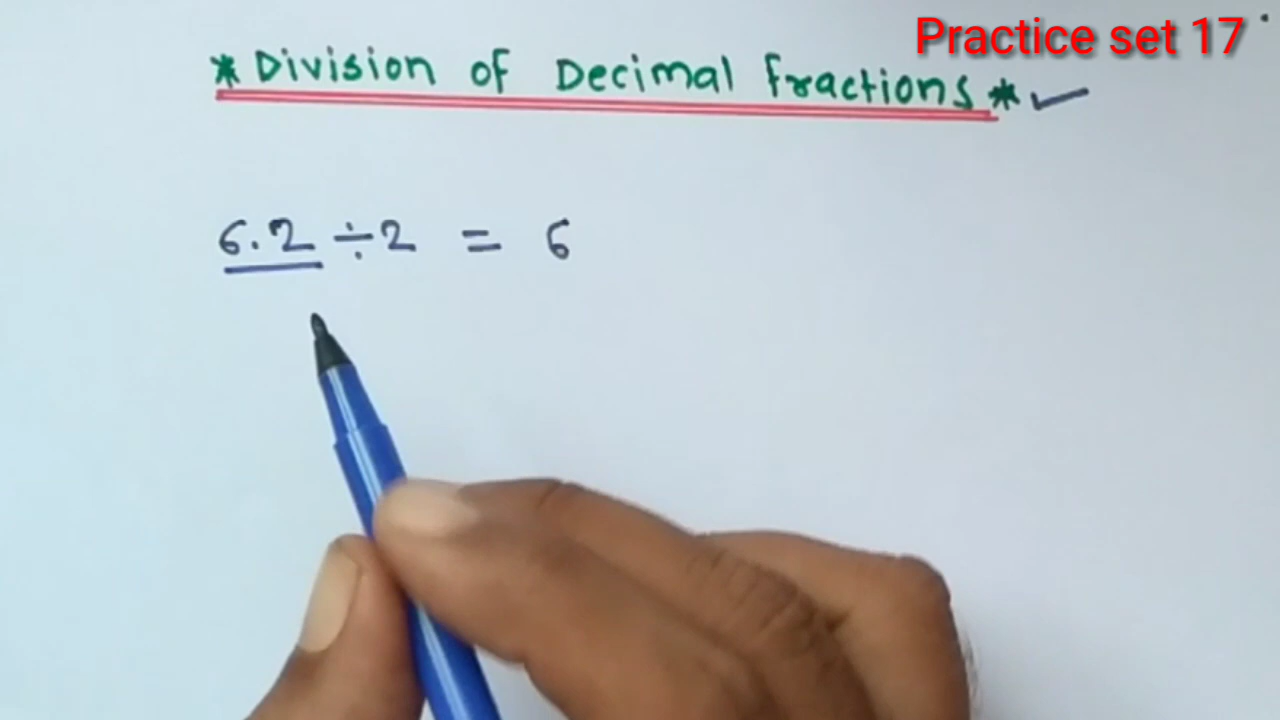 Practice set 17
* Division of Decimal fractions *
6.2 ÷ 2 = 6